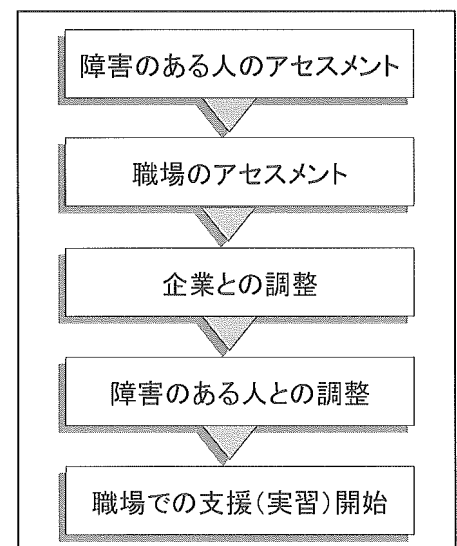 障害のある人のアセスメント
職場のアセスメント
企業との調整
障害のある人との調整
職場での支援(実習)開始